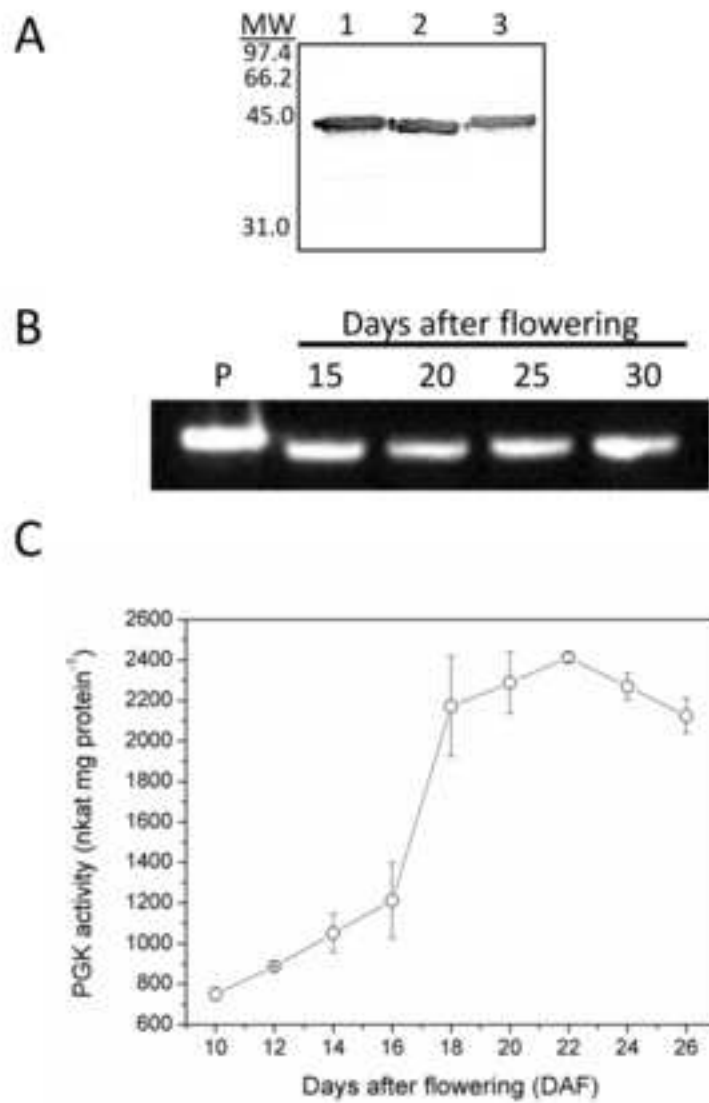 A
MW 1 2 3
97.4
66.2
45.0
31.0
B
Days after flowering
P 15 20 25 30
C
PGK activity (nkat mg protein⁻¹)
2600
2400
2200
2000
1800
1600
1400
1200
1000
800
600
10 12 14 16 18 20 22 24 26
Days after flowering (DAF)